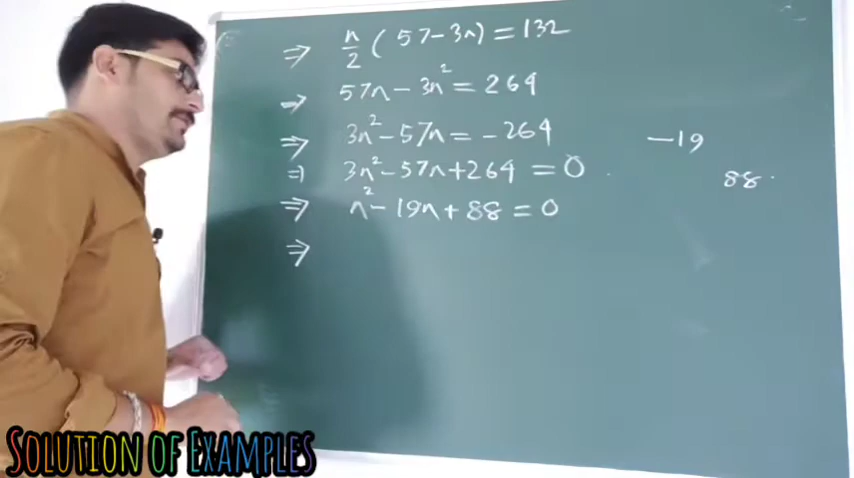 ⇒ n/2 ( 57 - 3n) = 132
⇒ 57n - 3n² = 264
⇒ 3n² - 57n = - 264
⇒ 3n² - 57n + 264 = 0
⇒ n² - 19n + 88 = 0
⇒
-19
88
SOLUTION OF EXAMPLES